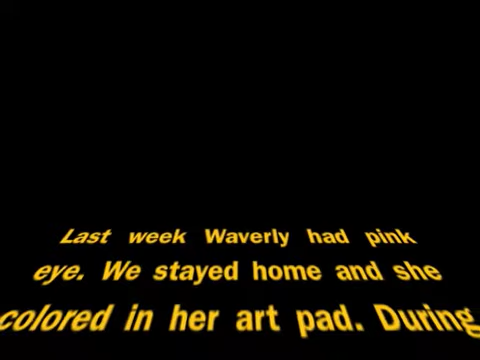 Last week Waverly had pink
eye. We stayed home and she
colored in her art pad. During